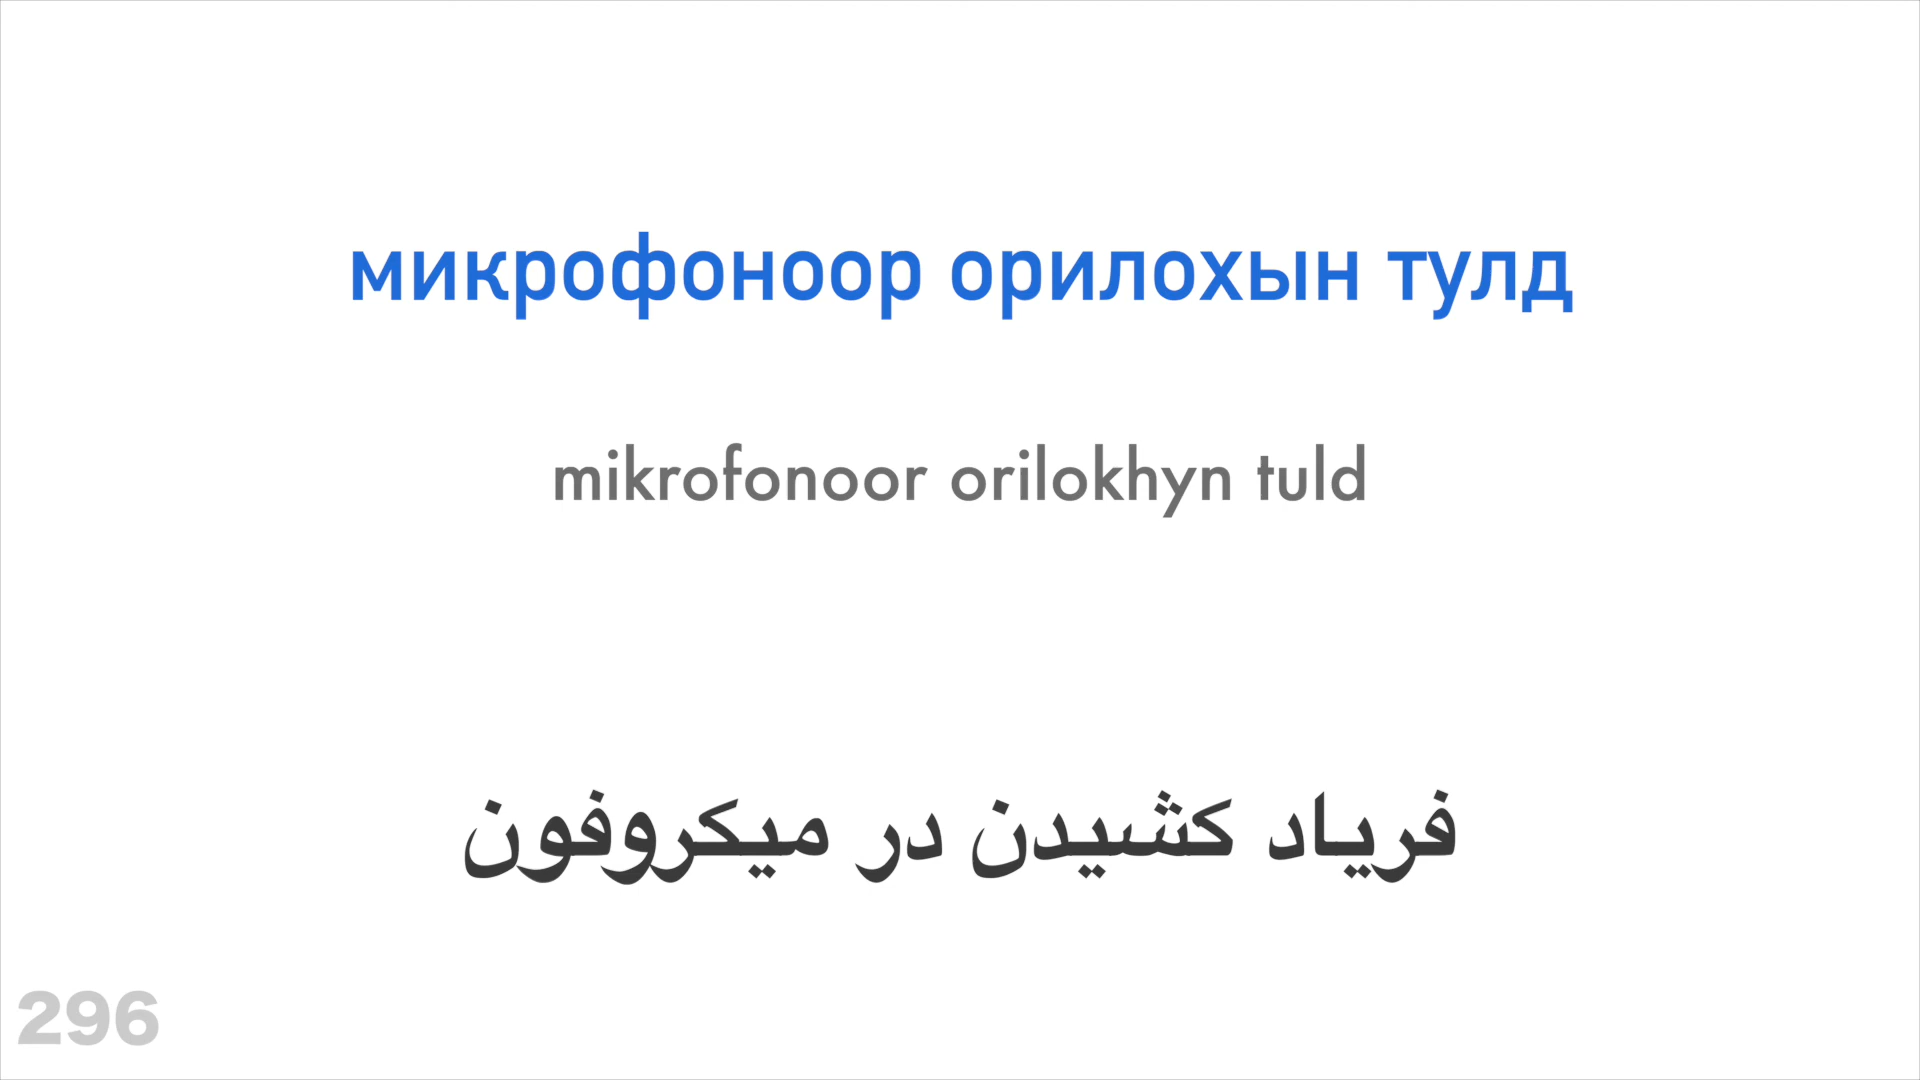 микрофоноор орилохын тулд
mikrofonoor orilokhyn tuld
فریاد کشیدن در میکروفون
296